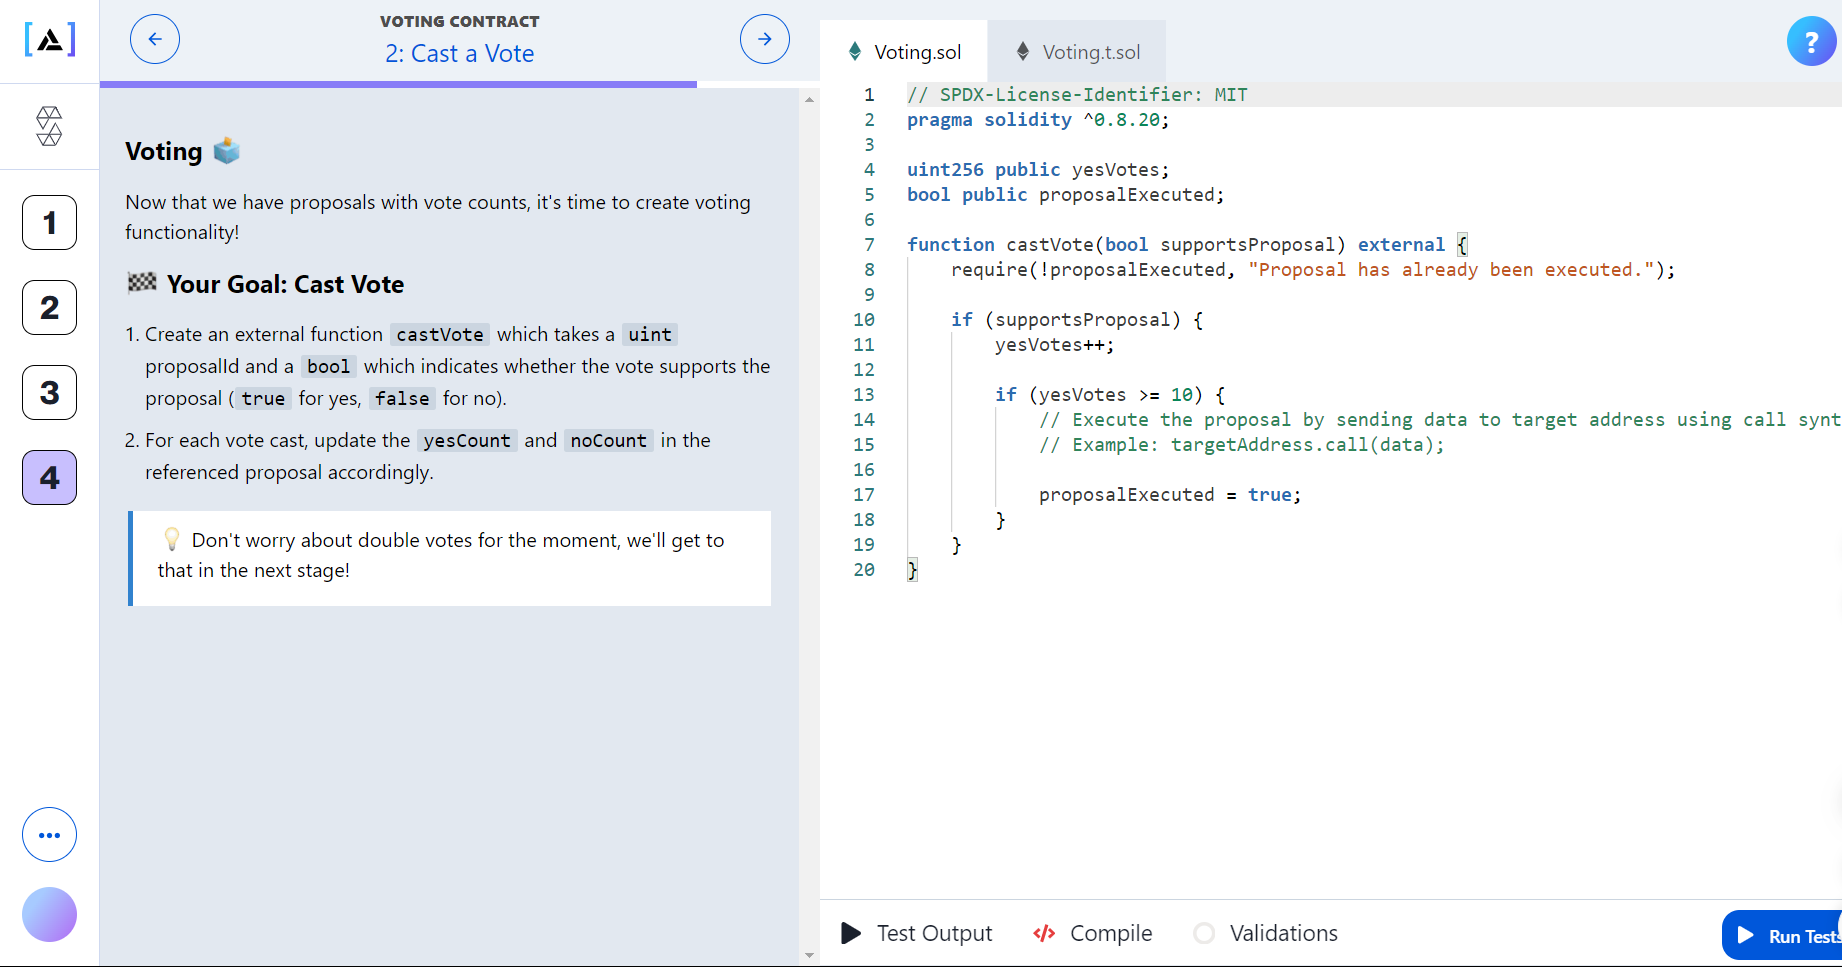 VOTING CONTRACT
2: Cast a Vote
1
2
3
4
Voting
Now that we have proposals with vote counts, it's time to create voting
functionality!
Your Goal: Cast Vote
1. Create an external function castVote which takes a uint
proposalId and a bool which indicates whether the vote supports the
proposal ( true for yes, false for no).
2. For each vote cast, update the yesCount and noCount in the
referenced proposal accordingly.
Don't worry about double votes for the moment, we'll get to
that in the next stage!
Voting.sol
Voting.t.sol
?
1 // SPDX-License-Identifier: MIT
2 pragma solidity ^0.8.20;
3
4 uint256 public yesVotes;
5 bool public proposalExecuted;
6
7 function castVote(bool supportsProposal) external {
8 require(!proposalExecuted, "Proposal has already been executed.");
9
10 if (supportsProposal) {
11 yesVotes++;
12
13 if (yesVotes >= 10) {
14 // Execute the proposal by sending data to target address using call synt
15 // Example: targetAddress.call(data);
16
17 proposalExecuted = true;
18 }
19 }
20 }
Test Output
Compile
Validations
Run Tests